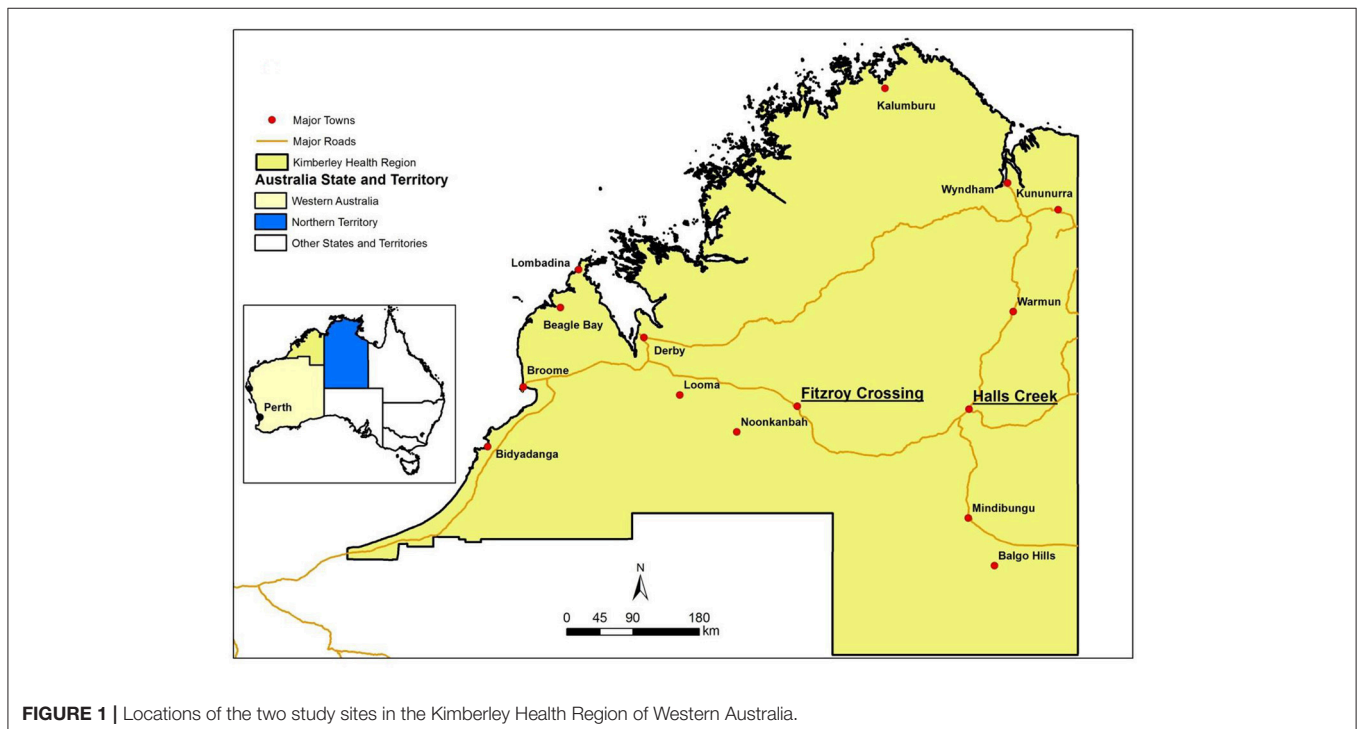 Major Towns
Major Roads
Kimberley Health Region
Australia State and Territory
Western Australia
Northern Territory
Other States and Territories
Perth
Kalumburu
Wyndham
Kununurra
Lombadina
Warmun
Beagle Bay
Derby
Broome
Looma
Fitzroy Crossing
Halls Creek
Noonkanbah
Bidyadanga
Mindibungu
Balgo Hills
N
0 45 90 180
km
FIGURE 1 | Locations of the two study sites in the Kimberley Health Region of Western Australia.